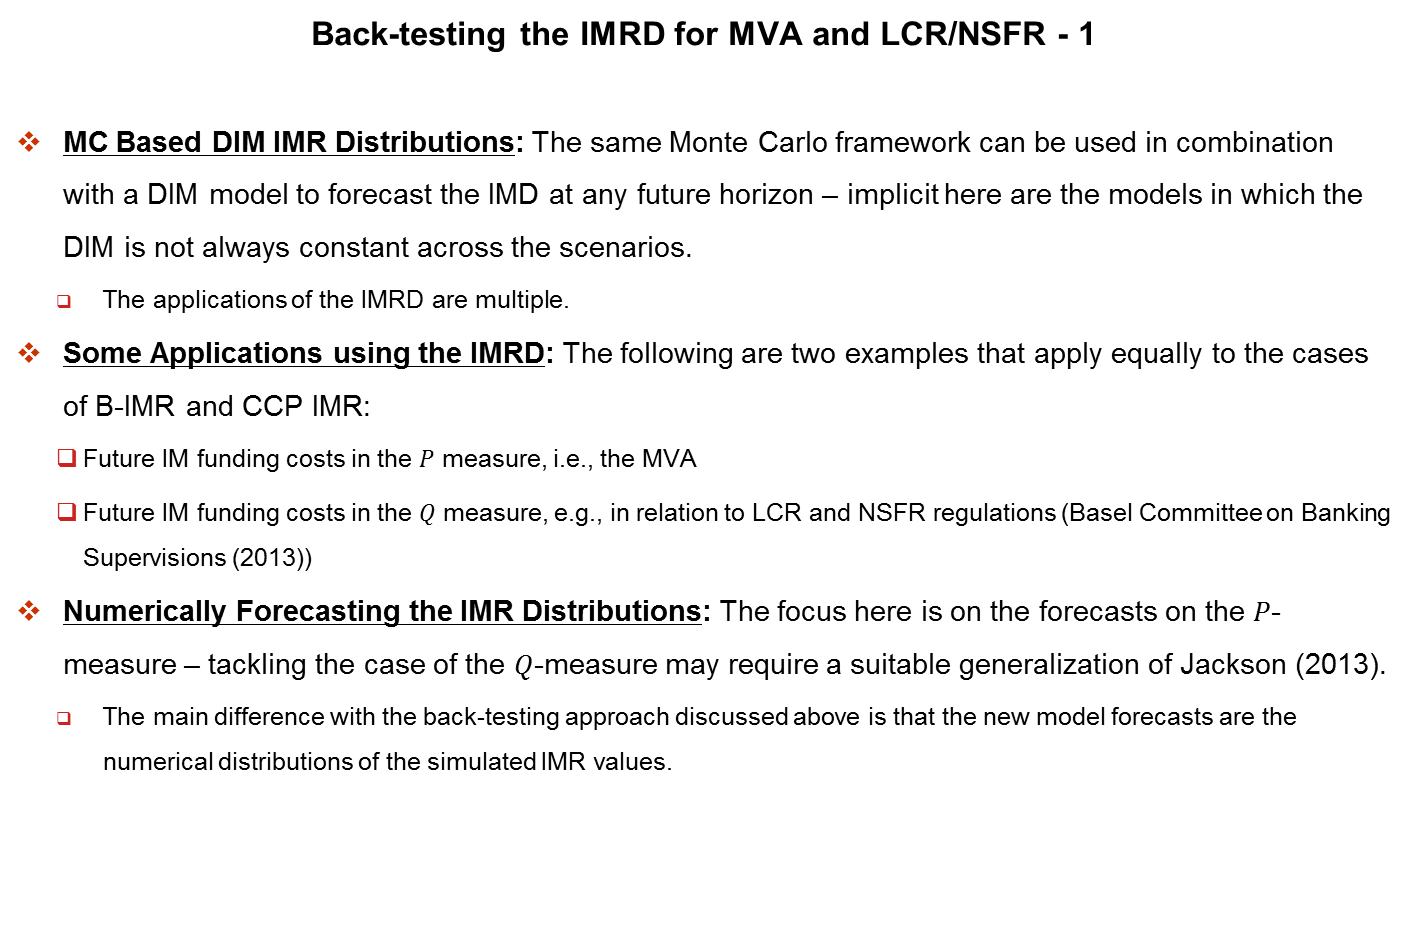 Back-testing the IMRD for MVA and LCR/NSFR - 1
MC Based DIM IMR Distributions: The same Monte Carlo framework can be used in combination
with a DIM model to forecast the IMD at any future horizon – implicit here are the models in which the
DIM is not always constant across the scenarios.
The applications of the IMRD are multiple.
Some Applications using the IMRD: The following are two examples that apply equally to the cases
of B-IMR and CCP IMR:
Future IM funding costs in the P measure, i.e., the MVA
Future IM funding costs in the Q measure, e.g., in relation to LCR and NSFR regulations (Basel Committee on Banking
Supervisions (2013))
Numerically Forecasting the IMR Distributions: The focus here is on the forecasts on the P-
measure – tackling the case of the Q-measure may require a suitable generalization of Jackson (2013).
The main difference with the back-testing approach discussed above is that the new model forecasts are the
numerical distributions of the simulated IMR values.